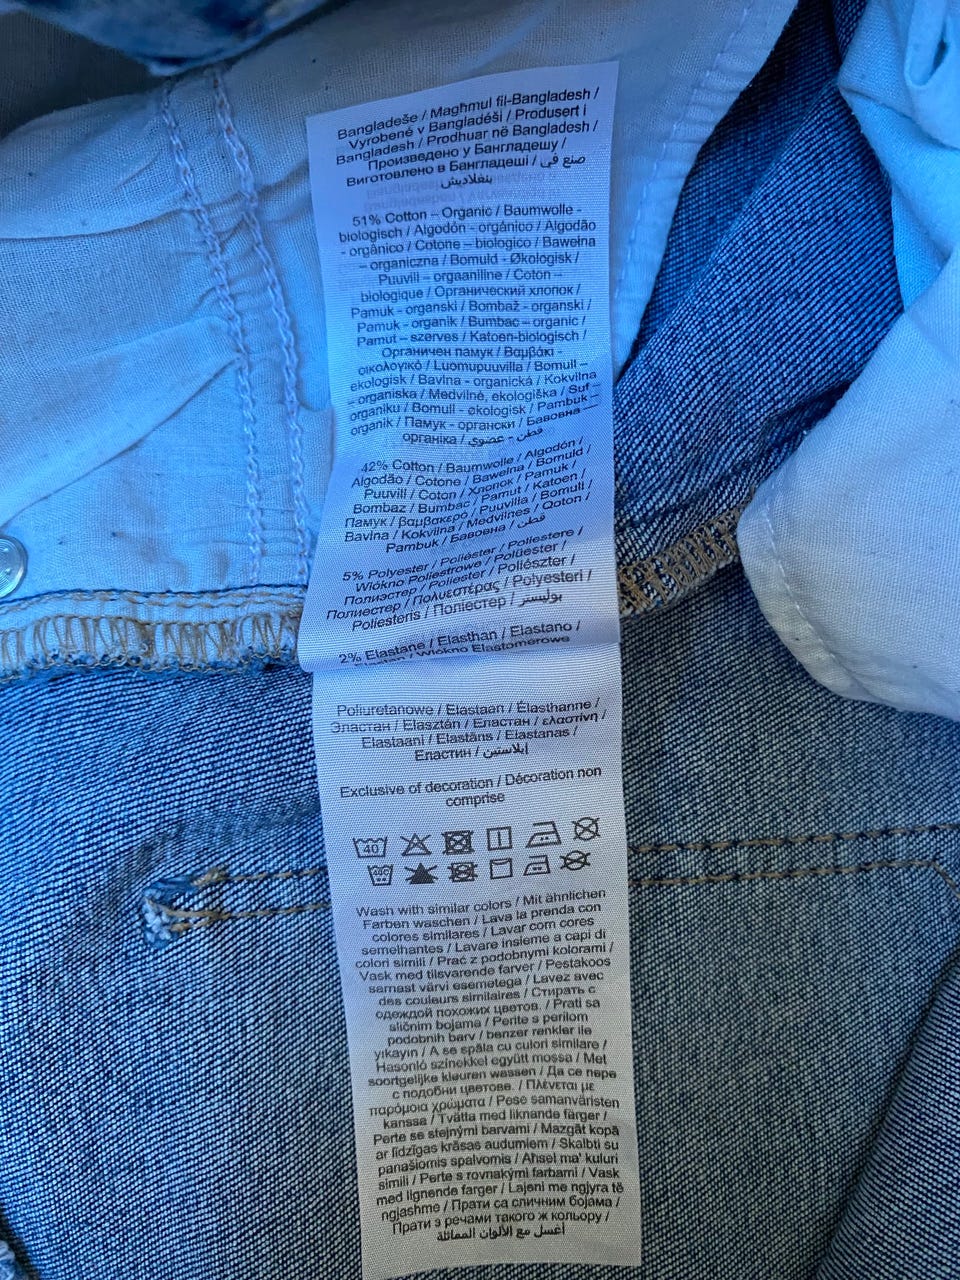 Bangladeše / Magħmul fil-Bangladesh /
Vyrobené v Bangladéši / Produsert i
Bangladesh / Prodhuar në Bangladesh /
Произведено у Бангладешу /
Виготовлено в Бангладеші / صنع في
بنغلاديش
51% Cotton – Organic / Baumwolle -
biologisch / Algodón - orgánico / Algodão
- orgânico / Cotone – biologico / Bawełna
– organiczna / Bomuld - Økologisk /
Puuvill – orgaaniline / Coton –
biologique / Органический хлопок /
Pamuk - organski / Bombaž - organski /
Pamuk - organik / Bumbac – organic /
Pamut – szerves / Katoen-biologisch /
Органичен памук / Βαμβάκι -
οικολογικό / Luomupuuvilla / Bomull –
ekologisk / Bavlna - organická / Kokvilna
– organiska / Medvilnė, ekologiška / Suf –
organiku / Bomull - økologisk / Pambuk –
organik / Памук - органски / Бавовна —
органіка / قطن - عضوي
42% Cotton / Baumwolle / Algodón /
Algodão / Cotone / Bawełna / Bomuld /
Puuvill / Coton / Хлопок / Pamuk /
Bombaz / Bumbac / Pamut / Katoen /
Памук / βαμβακερό / Puuvilla / Bomull /
Bavlna / Kokvilna / Medvilnes / Qoton /
Pambuk / Бавовна / قطن
5% Polyester / Poliéster / Poliestere /
Włókno Poliestrowe / Polüester /
Полиэстер / Poliester / Poliészter /
Полиестер / Πολυεστέρας / Polyesteri /
Poliesteris / Поліестер / بوليستر
2% Elastane / Elasthan / Elastano /
Elastan / Włókno Elastomerowe
Poliuretanowe / Elastaan / Élasthanne /
Эластан / Elasztán / Еластан / ελαστίνη /
Elastaani / Elastāns / Elastanas /
Еластин / إيلاستين
Exclusive of decoration / Décoration non
comprise
40
40C
Wash with similar colors / Mit ähnlichen
Farben waschen / Lava la prenda con
colores similares / Lavar com cores
semelhantes / Lavare insieme a capi di
colori simili / Prać z podobnymi kolorami /
Vask med tilsvarende farver / Pestakoos
sarnast värvi esemetega / Lavez avec
des couleurs similaires / Стирать с
одеждой похожих цветов. / Prati sa
sličnim bojama / Perite s perilom
podobnih barv / benzer renkler ile
yıkayın / A se spăla cu culori similare /
Hasonló színekkel együtt mossa / Met
soortgelijke kleuren wassen / Да се пере
с подобни цветове. / Πλένεται με
παρόμοια χρώματα / Pese samanväristen
kanssa / Tvätta med liknande färger /
Perte se stejnými barvami / Mazgāt kopā
ar līdzīgas krāsas audumiem / Skalbti su
panašiomis spalvomis / Aħsel ma' kuluri
simili / Perte s rovnakými farbami / Vask
med lignende farger / Lajeni me ngjyra të
ngjashme / Прати са сличним бојама /
Прати з речами такого ж кольору /
اغسل مع الألوان المماثلة